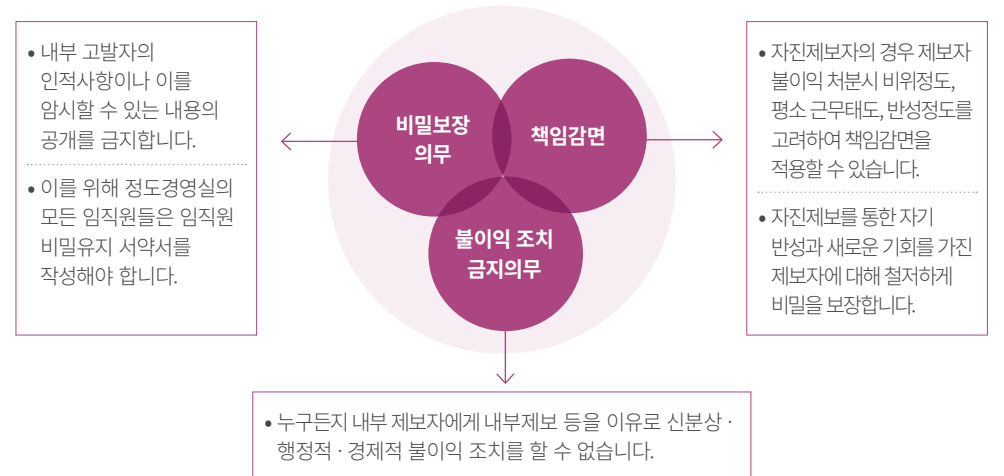 • 내부 고발자의
인적사항이나 이를
암시할 수 있는 내용의
공개를 금지합니다.
• 이를 위해 정도경영실의
모든 임직원들은 임직원
비밀유지 서약서를
작성해야 합니다.
비밀보장
의무
책임감면
불이익 조치
금지의무
• 자진제보자의 경우 제보자
불이익 처분시 비위정도,
평소 근무태도, 반성정도를
고려하여 책임감면을
적용할 수 있습니다.
• 자진제보를 통한 자기
반성과 새로운 기회를 가진
제보자에 대해 철저하게
비밀을 보장합니다.
• 누구든지 내부 제보자에게 내부제보 등을 이유로 신분상 ·
행정적 · 경제적 불이익 조치를 할 수 없습니다.